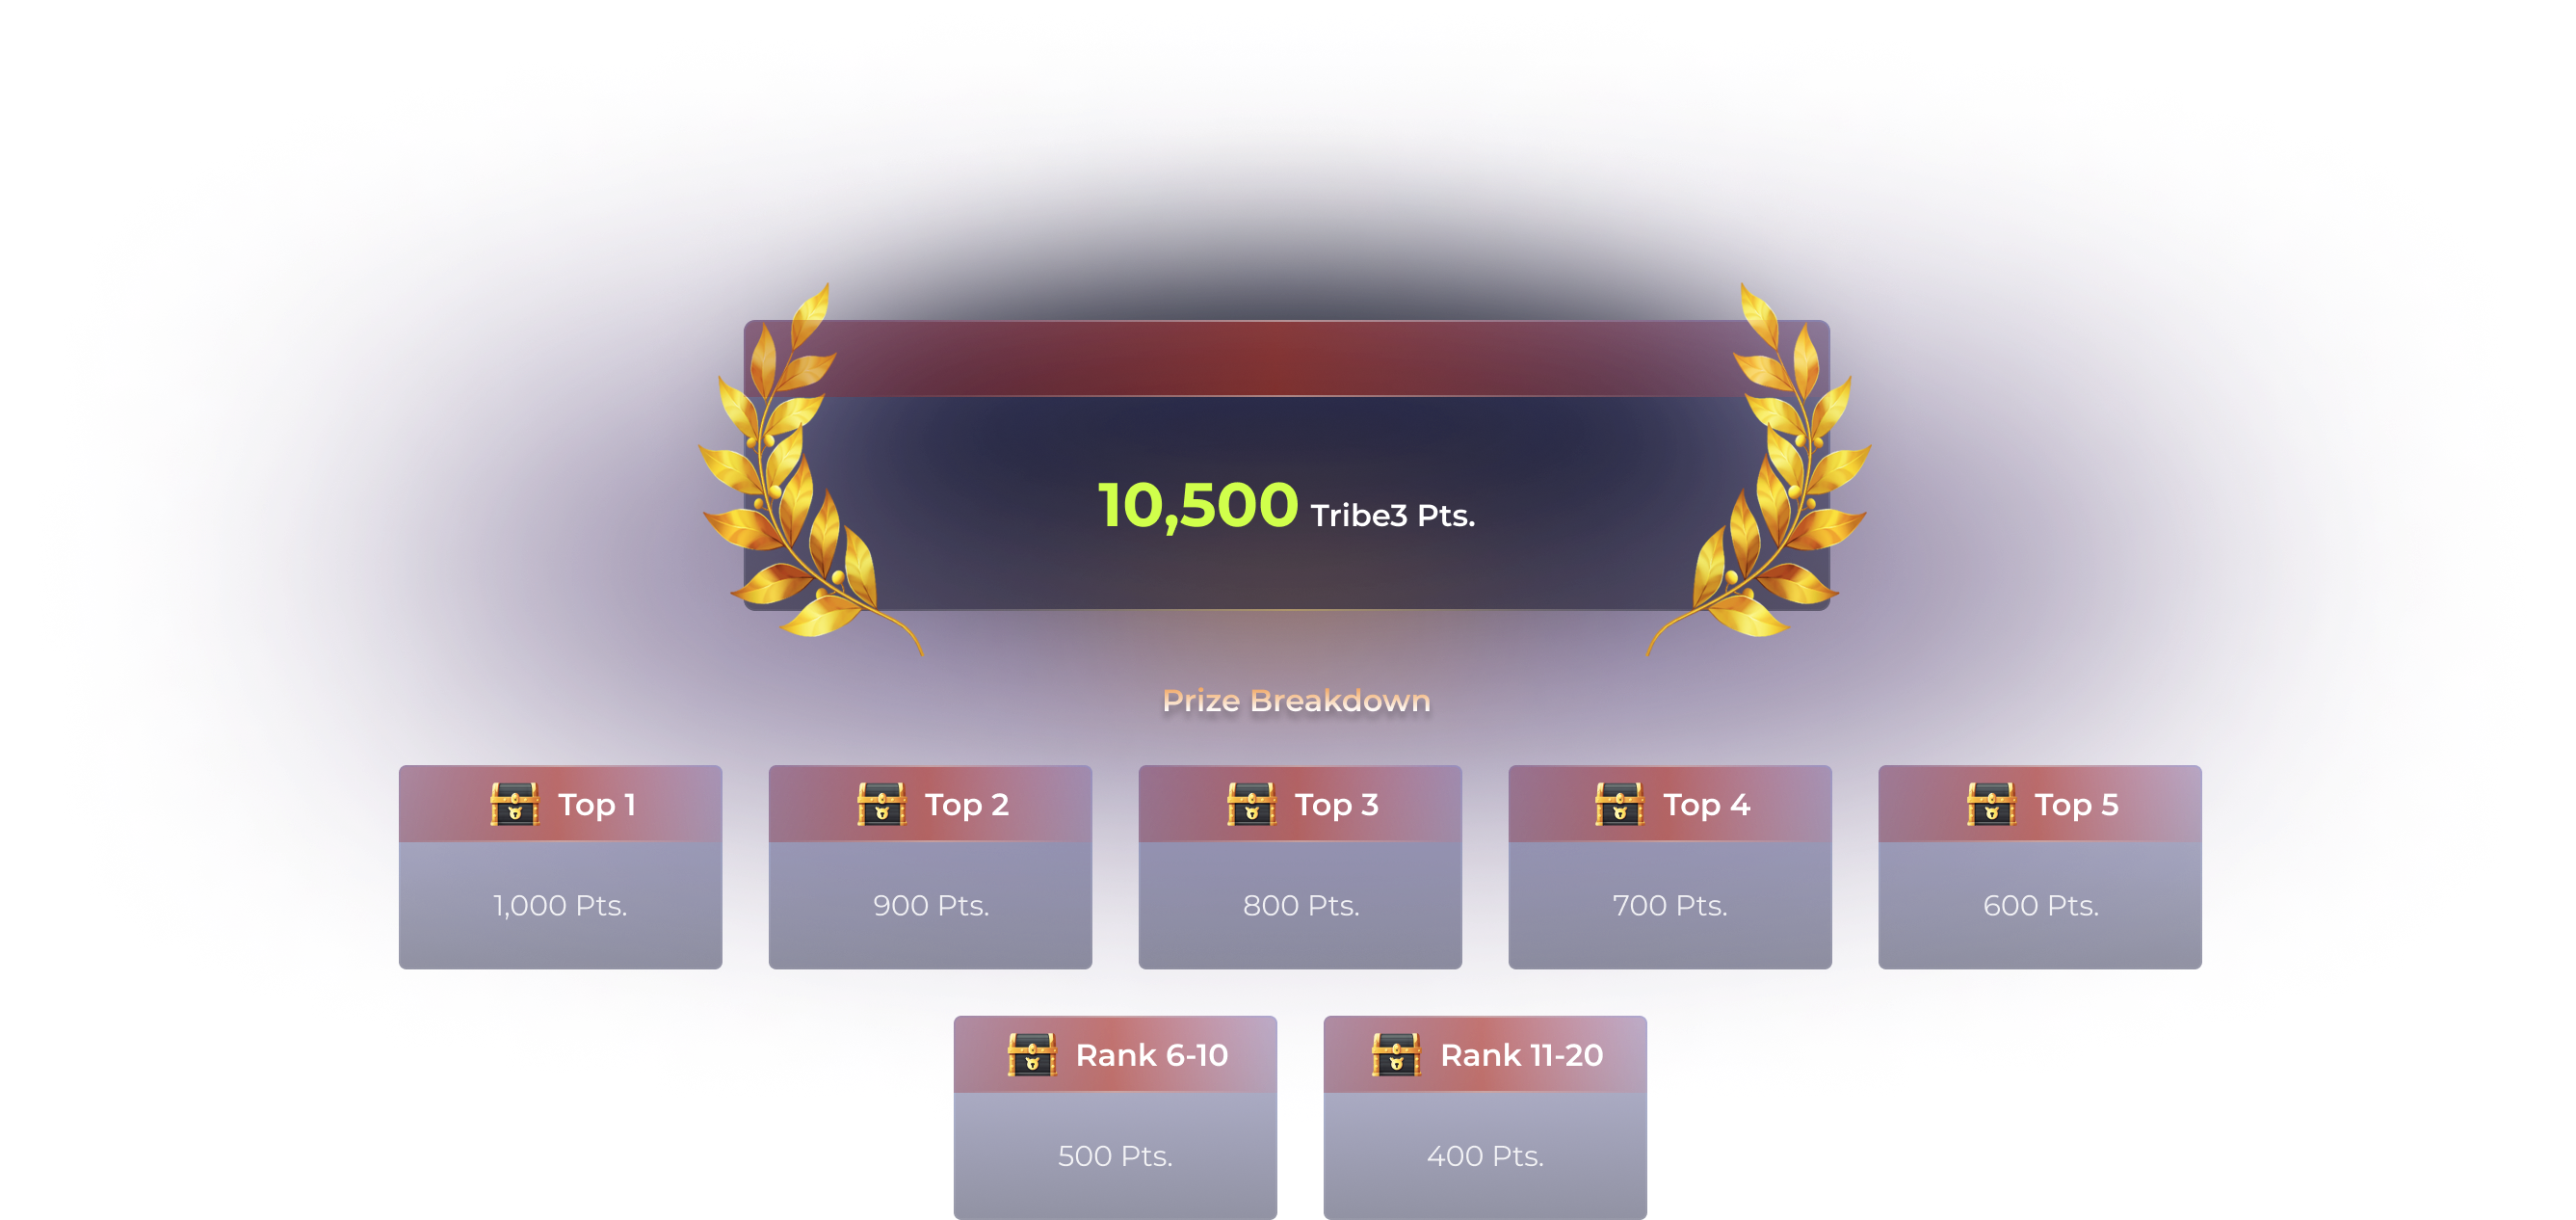 10,500 Tribe3 Pts.
Prize Breakdown
Top 1
Top 2
Top 3
Top 4
Top 5
1,000 Pts.
900 Pts.
800 Pts.
700 Pts.
600 Pts.
Rank 6-10
Rank 11-20
500 Pts.
400 Pts.